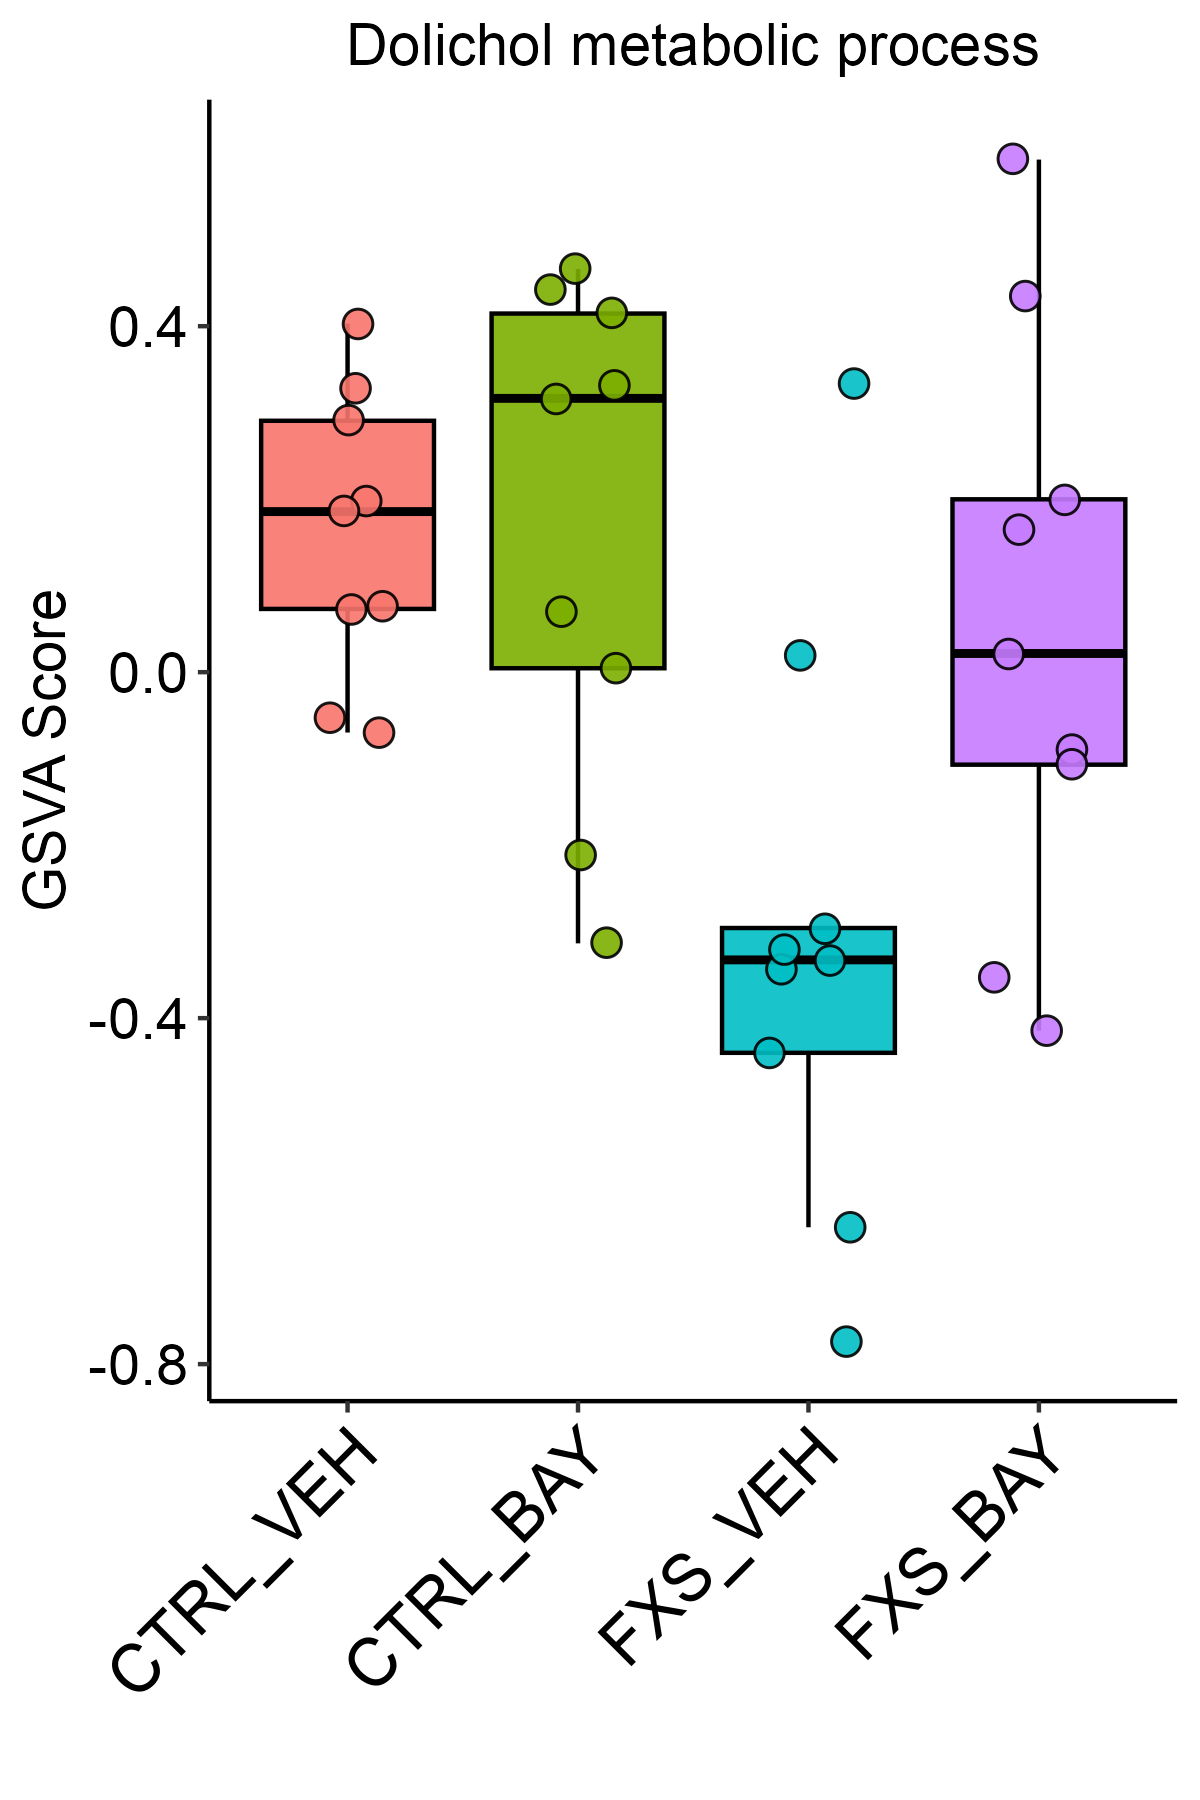 Dolichol metabolic process
GSVA Score
0.4
0.0
-0.4
-0.8
CTRL_VEH
CTRL_BAY
FXS_VEH
FXS_BAY